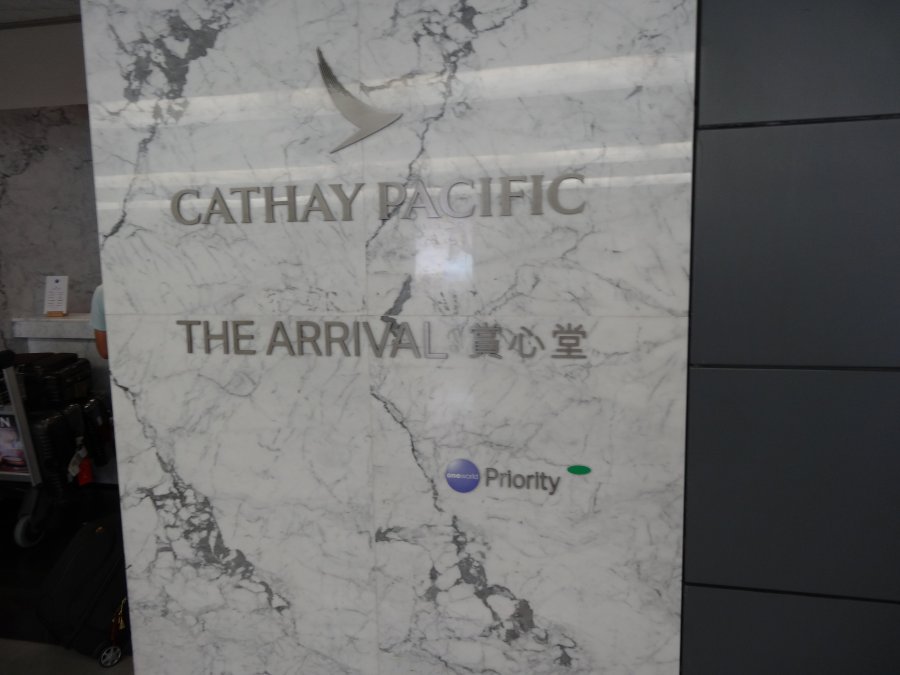 CATHAY PACIFIC
THE ARRIVAL 賞心堂
oneworld Priority